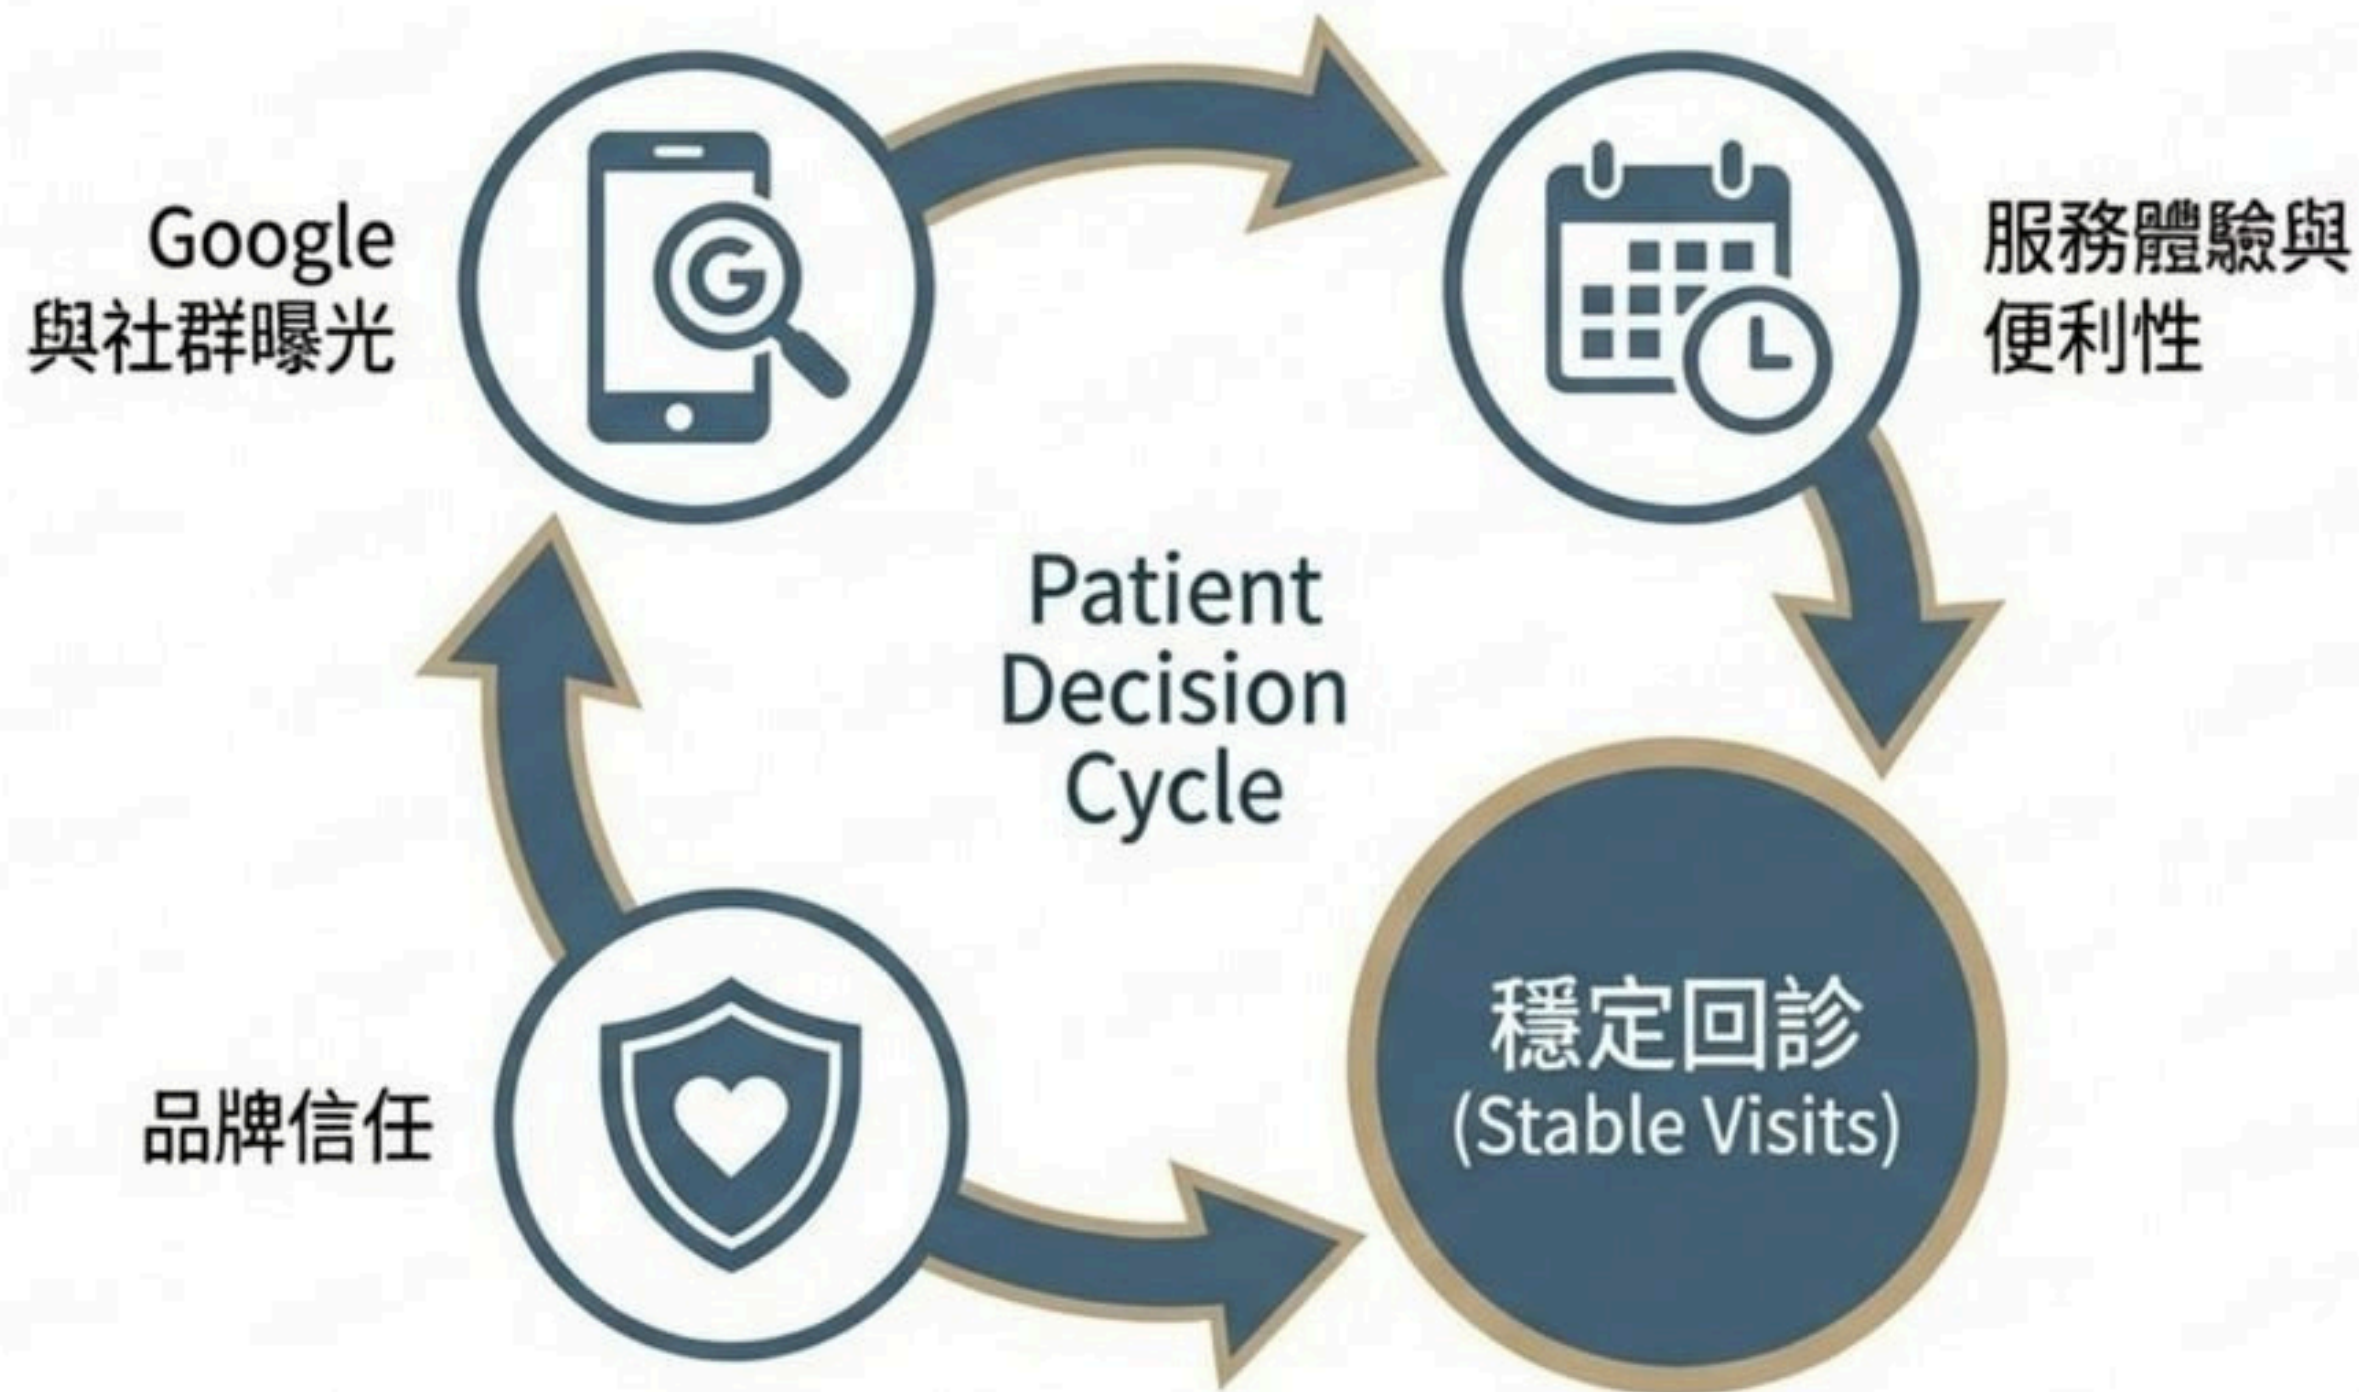 Google
與社群曝光
G
服務體驗與
便利性
Patient
Decision
Cycle
品牌信任
穩定回診
(Stable Visits)